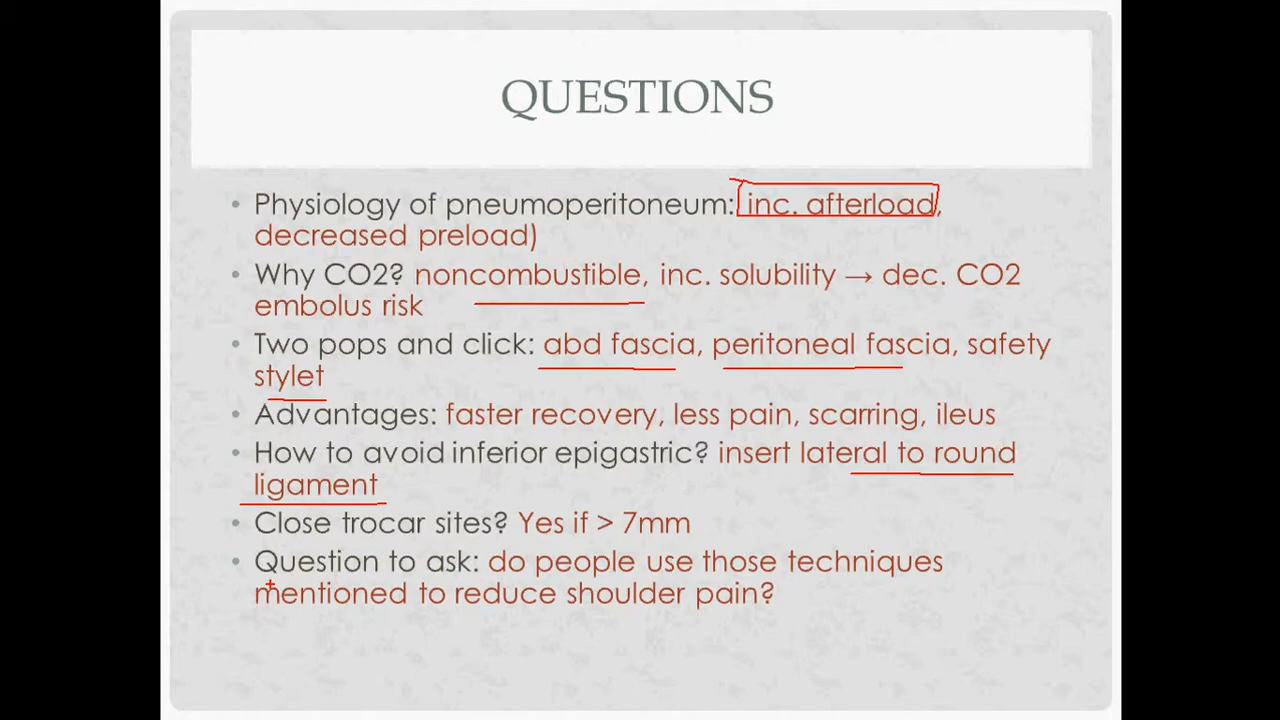 QUESTIONS
• Physiology of pneumoperitoneum: inc. afterload,
decreased preload)
• Why CO2? noncombustible, inc. solubility → dec. CO2
embolus risk
• Two pops and click: abd fascia, peritoneal fascia, safety
stylet
• Advantages: faster recovery, less pain, scarring, ileus
• How to avoid inferior epigastric? insert lateral to round
ligament
• Close trocar sites? Yes if > 7mm
• Question to ask: do people use those techniques
mentioned to reduce shoulder pain?